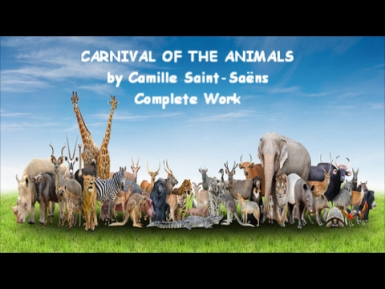 CARNIVAL OF THE ANIMALS
by Camille Saint-Saëns
Complete Work